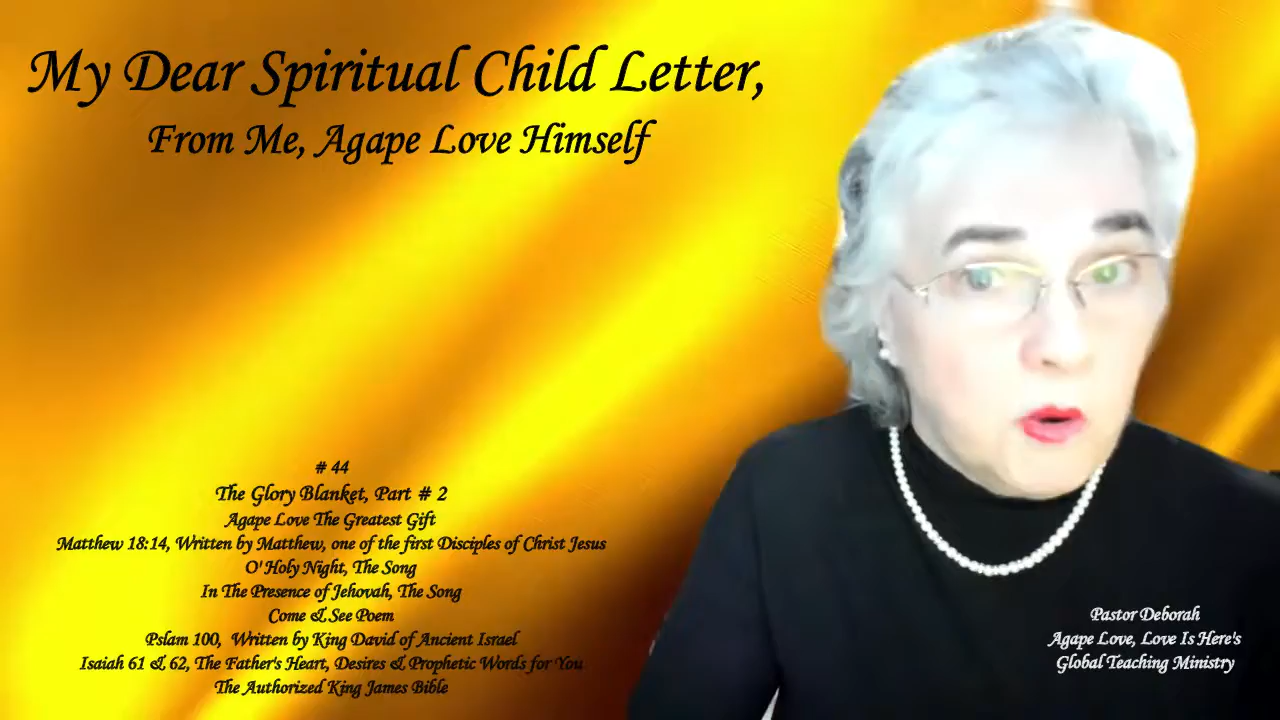 My Dear Spiritual Child Letter,
From Me, Agape Love Himself
# 44
The Glory Blanket, Part # 2
Agape Love The Greatest Gift
Matthew 18:14, Written by Matthew, one of the first Disciples of Christ Jesus
O' Holy Night, The Song
In The Presence of Jehovah, The Song
Come & See Poem
Pslam 100, Written by King David of Ancient Israel
Isaiah 61 & 62, The Father's Heart, Desires & Prophetic Words for You
The Authorized King James Bible
Pastor Deborah
Agape Love, Love Is Here's
Global Teaching Ministry